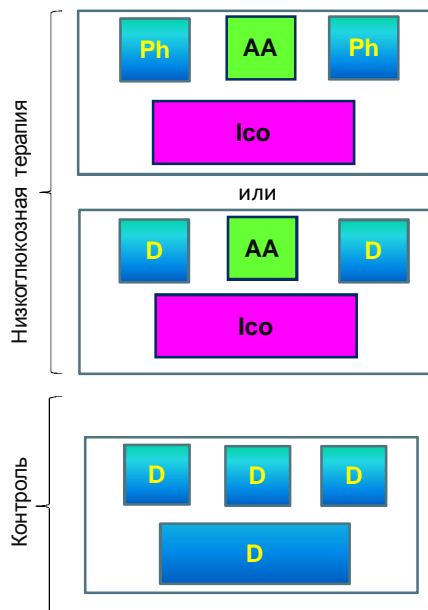 Низкоглюкозная терапия
Ph AA Ph
Ico
или
D AA D
Ico
Контроль
D D D
D